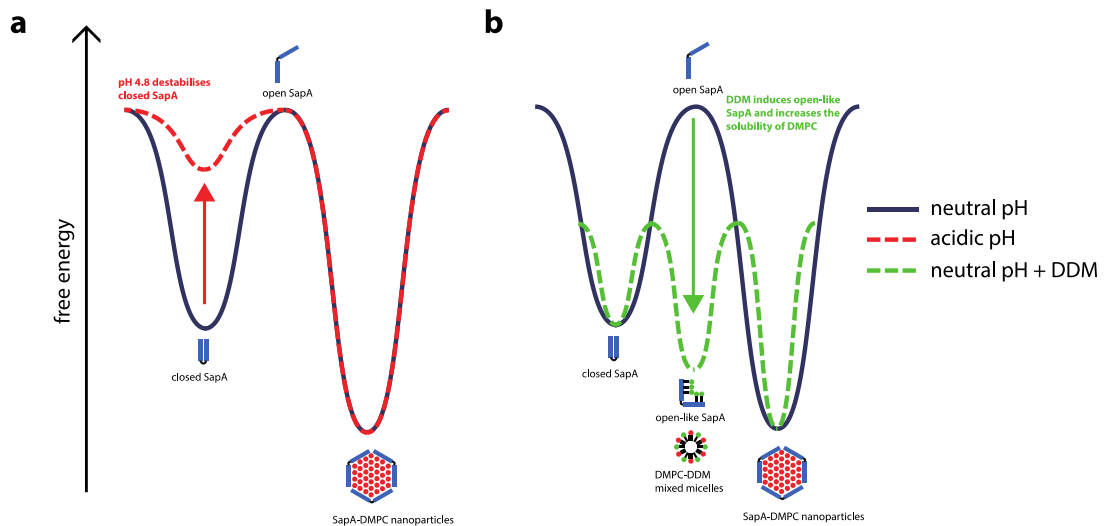 a
free energy
pH 4.8 destabilises
closed SapA
open SapA
closed SapA
SapA-DMPC nanoparticles
b
open SapA
DDM induces open-like
SapA and increases the
solubility of DMPC
closed SapA
open-like SapA
DMPC-DDM
mixed micelles
SapA-DMPC nanoparticles
neutral pH
acidic pH
neutral pH + DDM